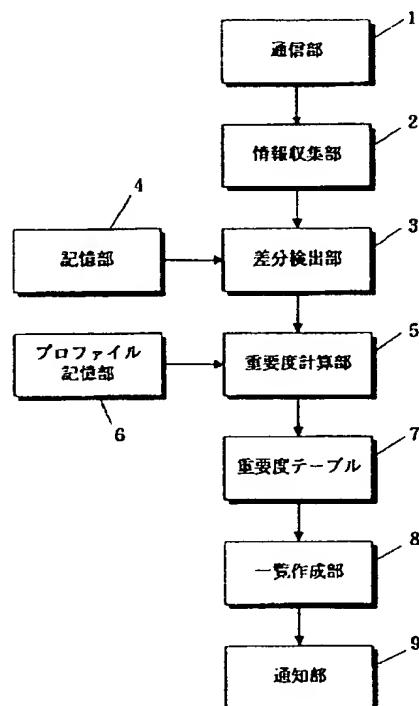 1
通信部
2
情報収集部
4
3
記憶部
差分検出部
5
プロファイル
記憶部
重要度計算部
6
7
重要度テーブル
8
一覧作成部
9
通知部